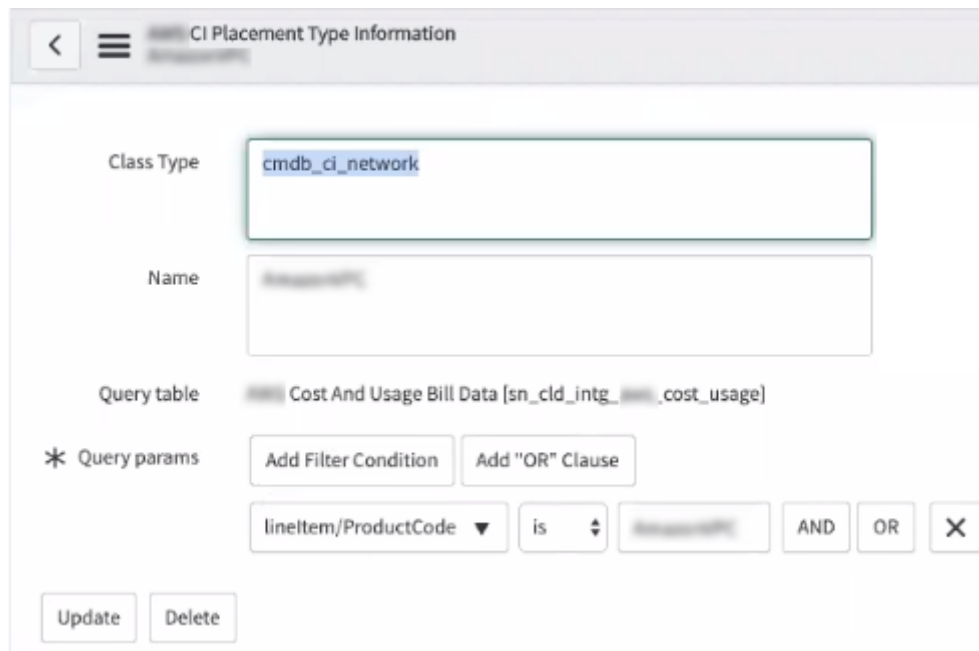 CI Placement Type Information
Class Type
cmdb_ci_network
Name
Query table Cost And Usage Bill Data [sn_cld_intg_ _cost_usage]
* Query params Add Filter Condition Add "OR" Clause
lineItem/ProductCode is AND OR
Update Delete